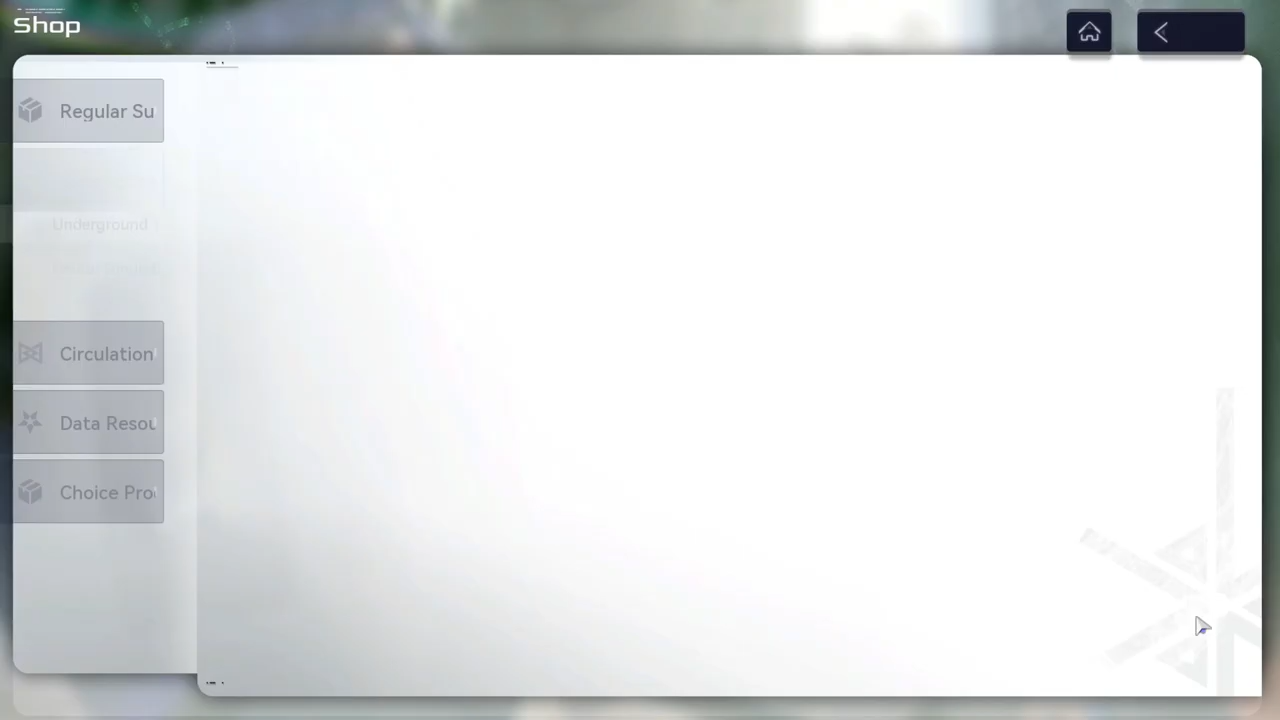 Shop
Regular Su
Underground
Circulation
Data Resou
Choice Pro